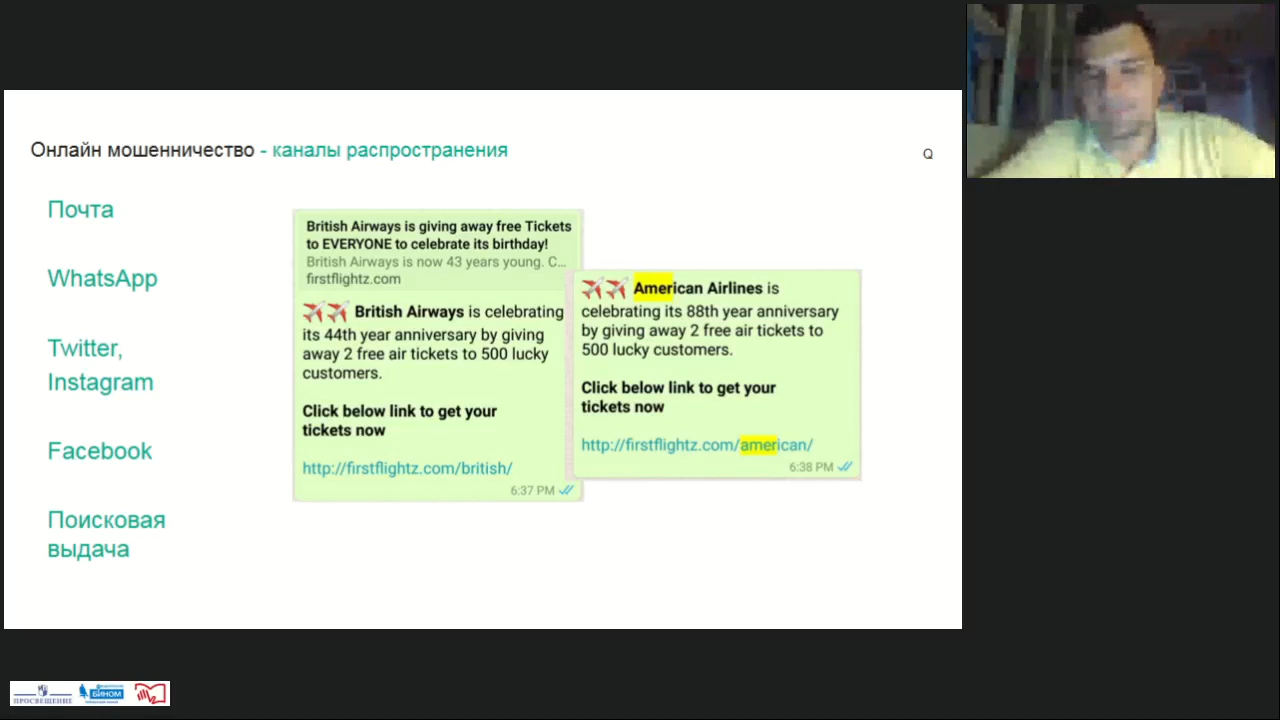 Онлайн мошенничество - каналы распространения
Q
Почта
WhatsApp
Twitter,
Instagram
Facebook
Поисковая
выдача
British Airways is giving away free Tickets
to EVERYONE to celebrate its birthday!
British Airways is now 43 years young. C...
firstflightz.com
British Airways is celebrating
its 44th year anniversary by giving
away 2 free air tickets to 500 lucky
customers.
Click below link to get your
tickets now
http://firstflightz.com/british/
6:37 PM
American Airlines is
celebrating its 88th year anniversary
by giving away 2 free air tickets to
500 lucky customers.
Click below link to get your
tickets now
http://firstflightz.com/american/
6:38 PM
ПРОСВЕЩЕНИЕ
БИНОМ